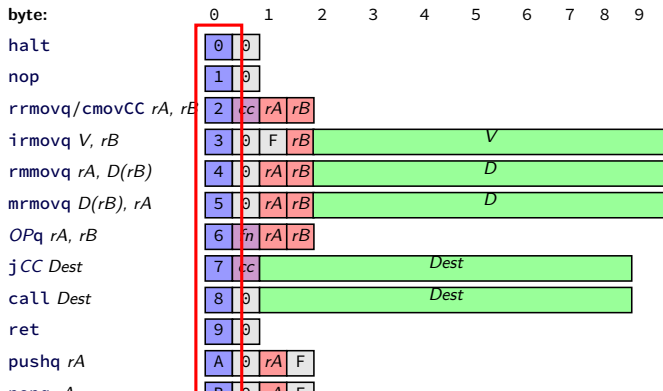 byte: 0 1 2 3 4 5 6 7 8 9
halt 0 0
nop 1 0
rrmovq/cmovCC rA, rB 2 cc rA rB
irmovq V, rB 3 0 F rB V
rmmovq rA, D(rB) 4 0 rA rB D
mrmovq D(rB), rA 5 0 rA rB D
OPq rA, rB 6 fn rA rB
jCC Dest 7 cc Dest
call Dest 8 0 Dest
ret 9 0
pushq rA A 0 rA F